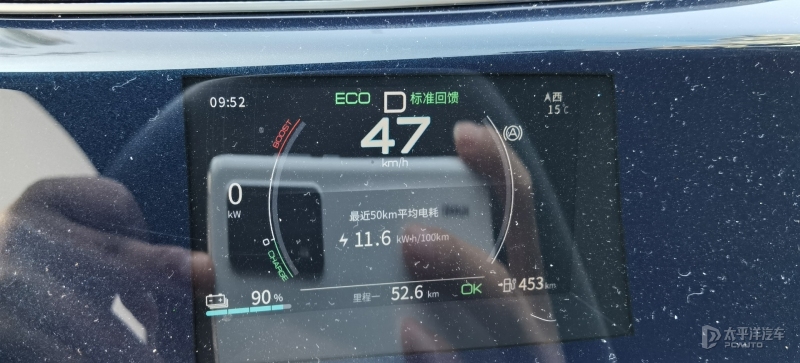 09:52
ECO D 标准回馈
A西
15℃
BOOST
47
km/h
(A)
0
kW
最近50km平均电耗
11.6 kW·h/100km
CHARGE
90 %
里程一 52.6 km
OK
453 km
太平洋汽车
PCAUTO